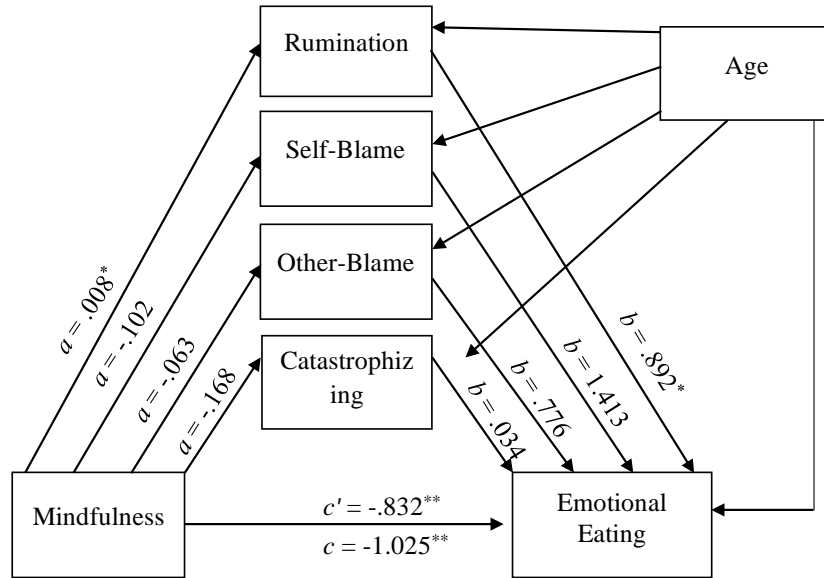 Rumination
Age
Self-Blame
Other-Blame
Catastrophiz
ing
a = .008*
a = -.102
a = -.063
a = -.168
b = .892*
b = 1.413
b = .776
b = .034
Mindfulness
c' = -.832**
c = -1.025**
Emotional
Eating